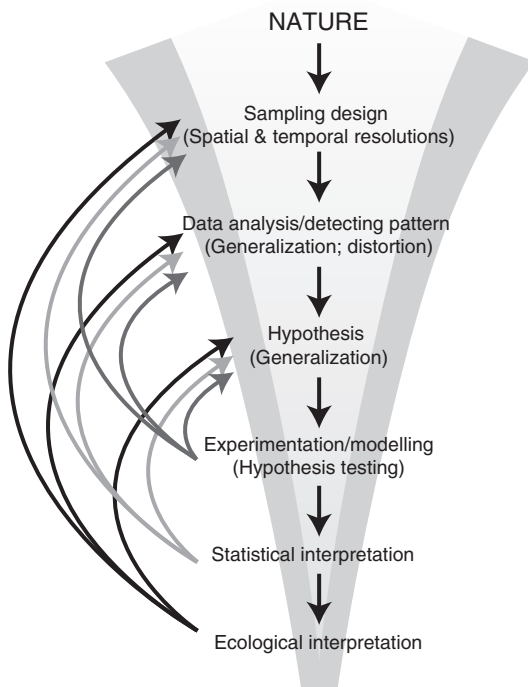 NATURE
Sampling design
(Spatial & temporal resolutions)
Data analysis/detecting pattern
(Generalization; distortion)
Hypothesis
(Generalization)
Experimentation/modelling
(Hypothesis testing)
Statistical interpretation
Ecological interpretation